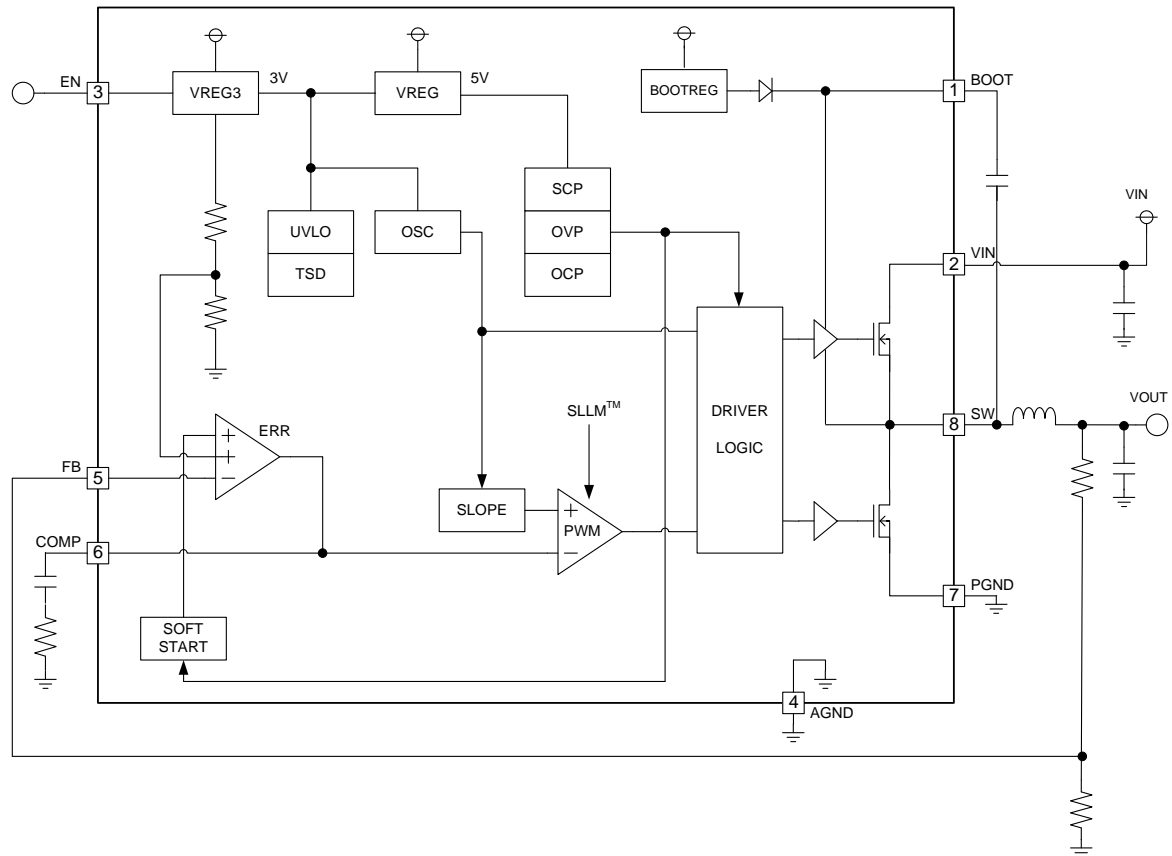 EN
3
VREG3
3V
VREG
5V
BOOTREG
1
BOOT
SCP
OVP
OCP
UVLO
TSD
OSC
VIN
2
VIN
DRIVER
LOGIC
SLLM™
ERR
+
+
−
FB
5
SLOPE
+
PWM
−
8
SW
VOUT
COMP
6
7
PGND
SOFT
START
4
AGND